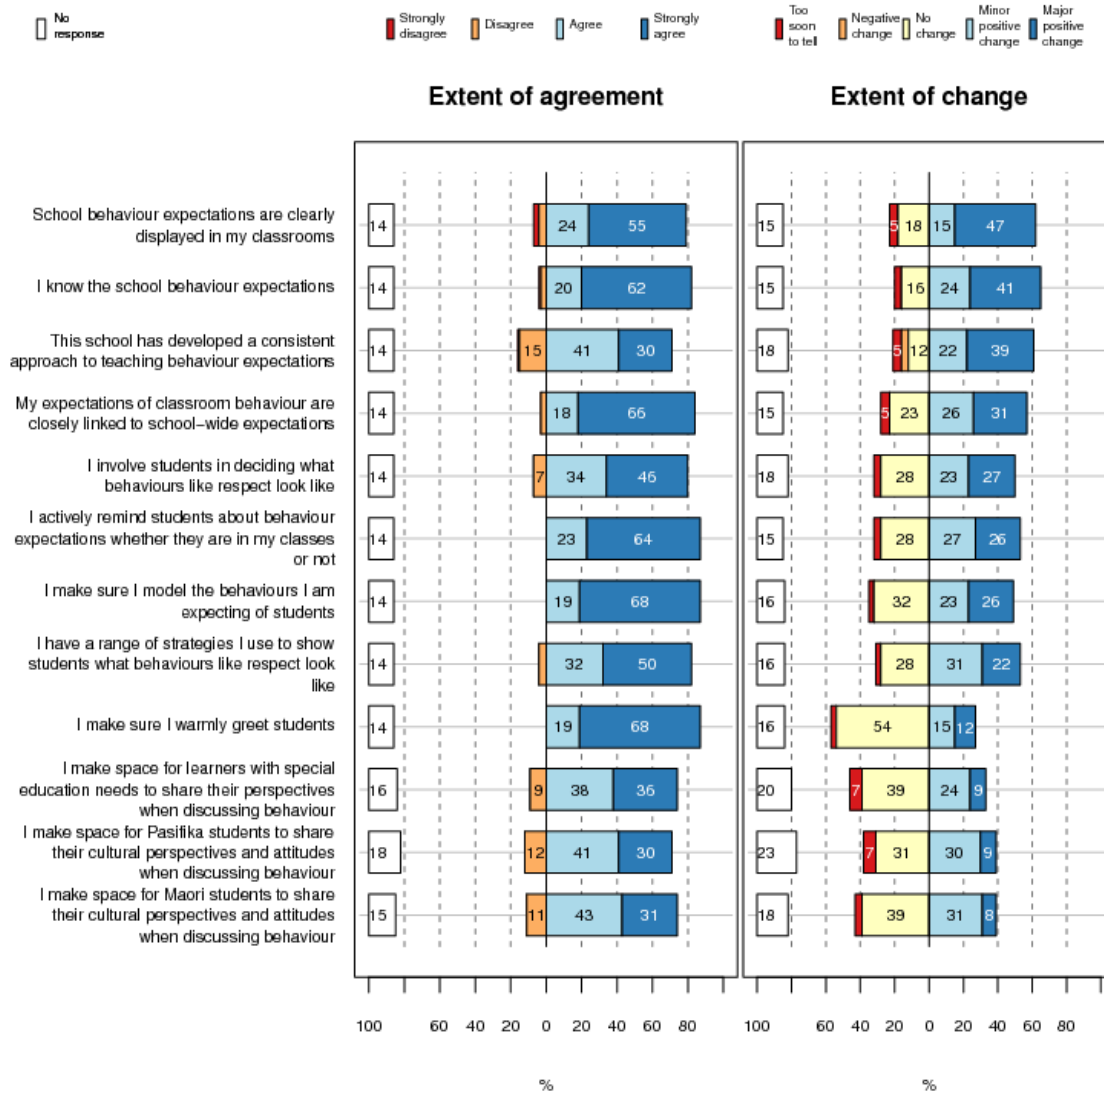 No response
Strongly disagree
Disagree
Agree
Strongly agree
Too soon to tell
Negative change
No change
Minor positive change
Major positive change
Extent of agreement
Extent of change
School behaviour expectations are clearly
displayed in my classrooms
14 24 55
15 5 18 15 47
I know the school behaviour expectations
14 20 62
15 16 24 41
This school has developed a consistent
approach to teaching behaviour expectations
14 15 41 30
18 5 12 22 39
My expectations of classroom behaviour are
closely linked to school-wide expectations
14 18 66
15 5 23 26 31
I involve students in deciding what
behaviours like respect look like
14 7 34 46
18 28 23 27
I actively remind students about behaviour
expectations whether they are in my classes
or not
14 23 64
15 28 27 26
I make sure I model the behaviours I am
expecting of students
14 19 68
16 32 23 26
I have a range of strategies I use to show
students what behaviours like respect look
like
14 32 50
16 28 31 22
I make sure I warmly greet students
14 19 68
16 54 15 12
I make space for learners with special
education needs to share their perspectives
when discussing behaviour
16 9 38 36
20 7 39 24 9
I make space for Pasifika students to share
their cultural perspectives and attitudes
when discussing behaviour
18 12 41 30
23 7 31 30 9
I make space for Maori students to share
their cultural perspectives and attitudes
when discussing behaviour
15 11 43 31
18 39 31 8
100 60 40 20 0 20 40 60 80
100 60 40 20 0 20 40 60 80
%
%